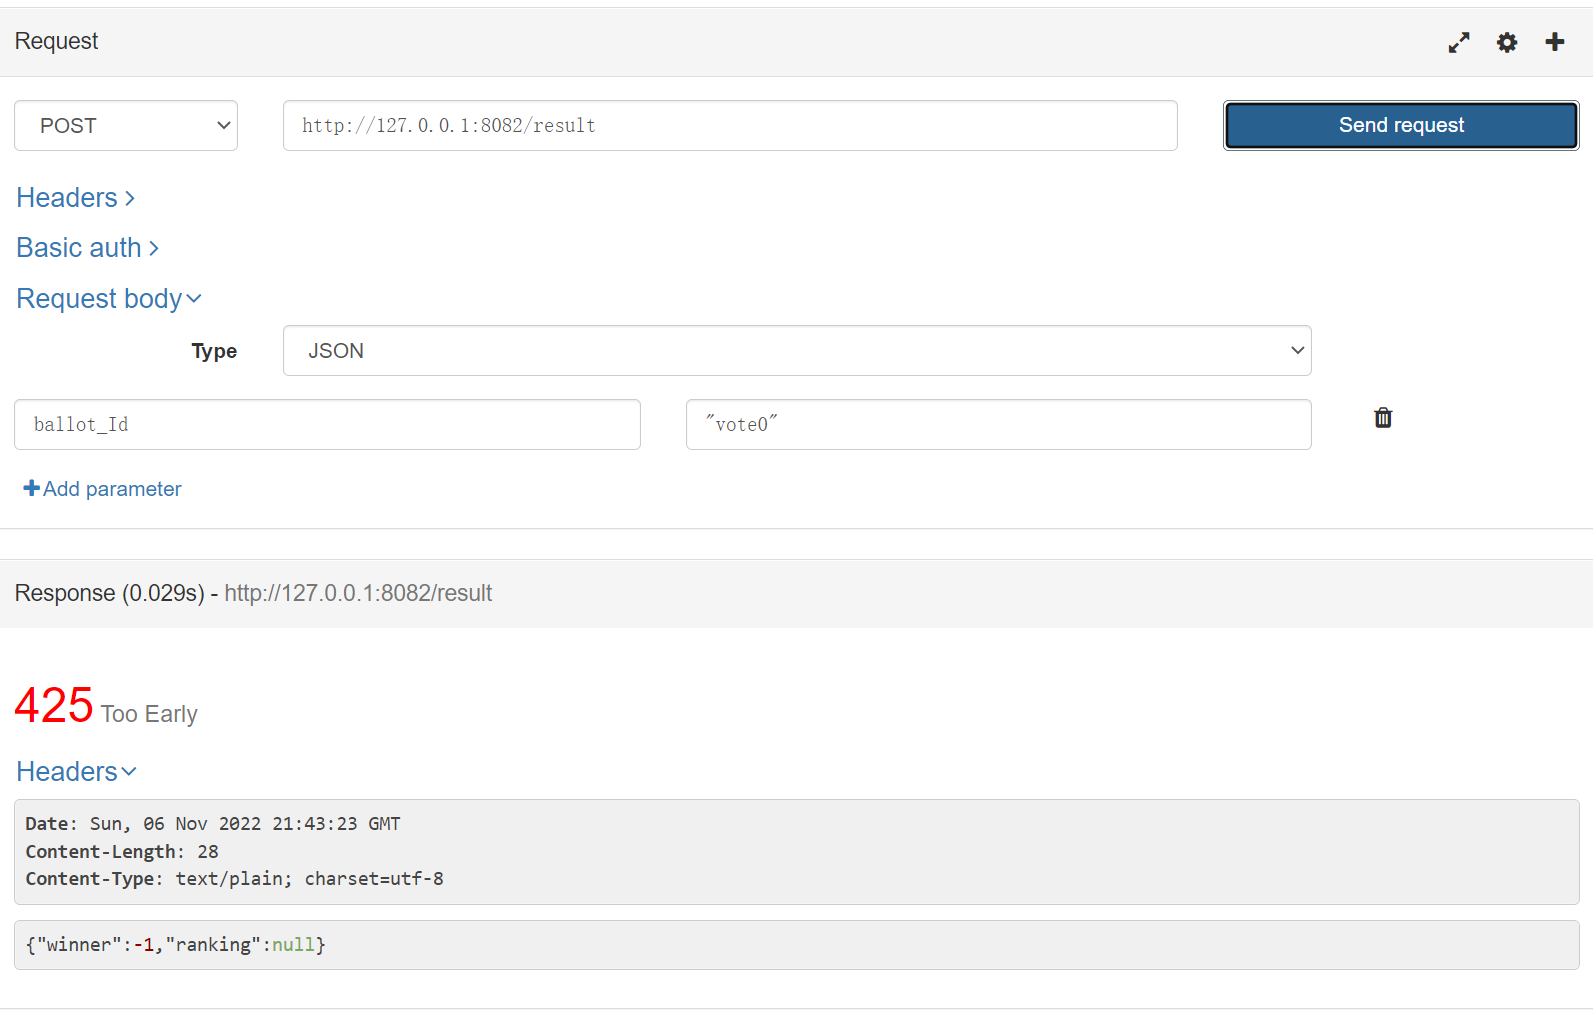 Request
POST
http://127.0.0.1:8082/result
Send request
Headers
Basic auth
Request body
Type
JSON
ballot_Id
"vote0"
Add parameter
Response (0.029s) - http://127.0.0.1:8082/result
425 Too Early
Headers
Date: Sun, 06 Nov 2022 21:43:23 GMT
Content-Length: 28
Content-Type: text/plain; charset=utf-8
{"winner":-1,"ranking":null}